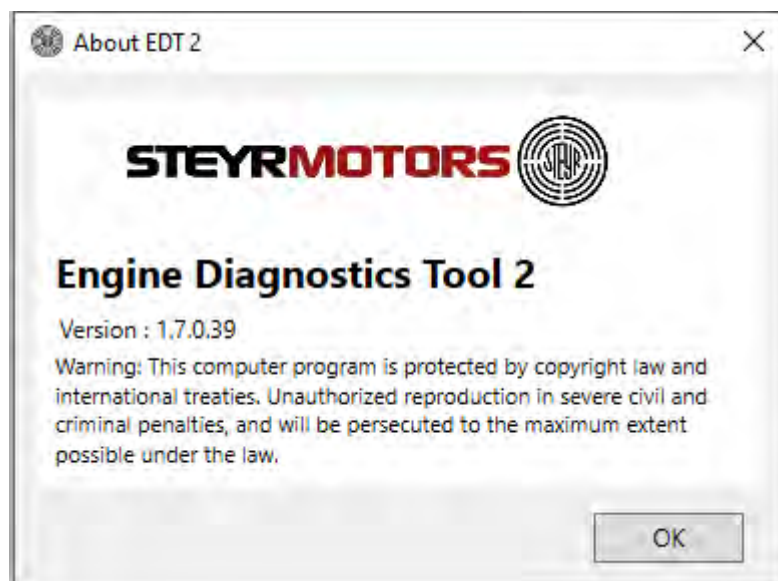 About EDT 2
STEYRMOTORS STEYR
Engine Diagnostics Tool 2
Version : 1.7.0.39
Warning: This computer program is protected by copyright law and
international treaties. Unauthorized reproduction in severe civil and
criminal penalties, and will be persecuted to the maximum extent
possible under the law.
OK